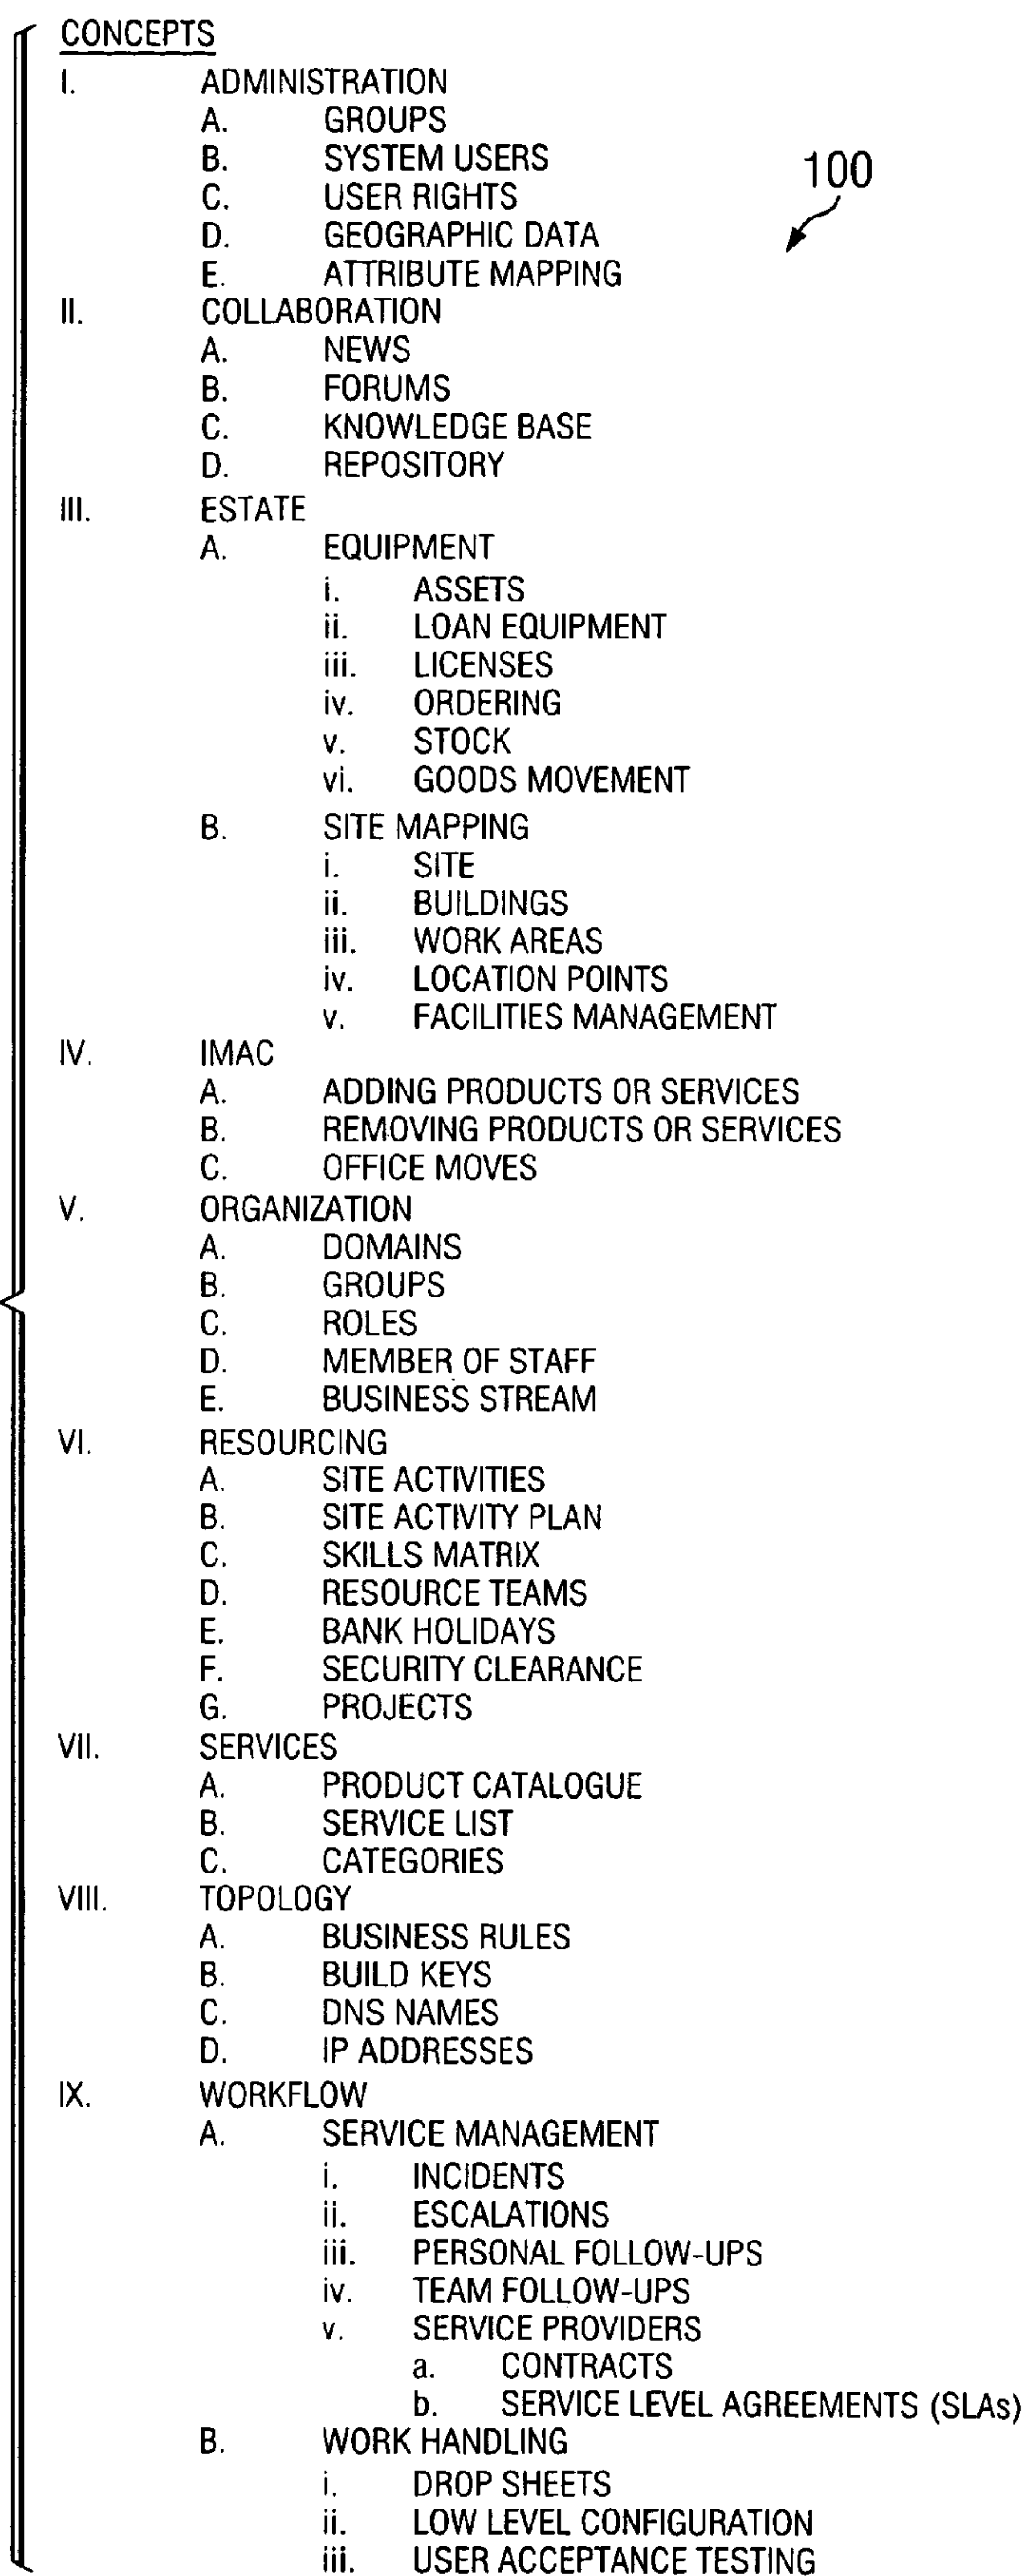 CONCEPTS
I. ADMINISTRATION
A. GROUPS
B. SYSTEM USERS
100
C. USER RIGHTS
D. GEOGRAPHIC DATA
E. ATTRIBUTE MAPPING
II. COLLABORATION
A. NEWS
B. FORUMS
C. KNOWLEDGE BASE
D. REPOSITORY
III. ESTATE
A. EQUIPMENT
i. ASSETS
ii. LOAN EQUIPMENT
iii. LICENSES
iv. ORDERING
v. STOCK
vi. GOODS MOVEMENT
B. SITE MAPPING
i. SITE
ii. BUILDINGS
iii. WORK AREAS
iv. LOCATION POINTS
v. FACILITIES MANAGEMENT
IV. IMAC
A. ADDING PRODUCTS OR SERVICES
B. REMOVING PRODUCTS OR SERVICES
C. OFFICE MOVES
V. ORGANIZATION
A. DOMAINS
B. GROUPS
C. ROLES
D. MEMBER OF STAFF
E. BUSINESS STREAM
VI. RESOURCING
A. SITE ACTIVITIES
B. SITE ACTIVITY PLAN
C. SKILLS MATRIX
D. RESOURCE TEAMS
E. BANK HOLIDAYS
F. SECURITY CLEARANCE
G. PROJECTS
VII. SERVICES
A. PRODUCT CATALOGUE
B. SERVICE LIST
C. CATEGORIES
VIII. TOPOLOGY
A. BUSINESS RULES
B. BUILD KEYS
C. DNS NAMES
D. IP ADDRESSES
IX. WORKFLOW
A. SERVICE MANAGEMENT
i. INCIDENTS
ii. ESCALATIONS
iii. PERSONAL FOLLOW-UPS
iv. TEAM FOLLOW-UPS
v. SERVICE PROVIDERS
a. CONTRACTS
b. SERVICE LEVEL AGREEMENTS (SLAs)
B. WORK HANDLING
i. DROP SHEETS
ii. LOW LEVEL CONFIGURATION
iii. USER ACCEPTANCE TESTING